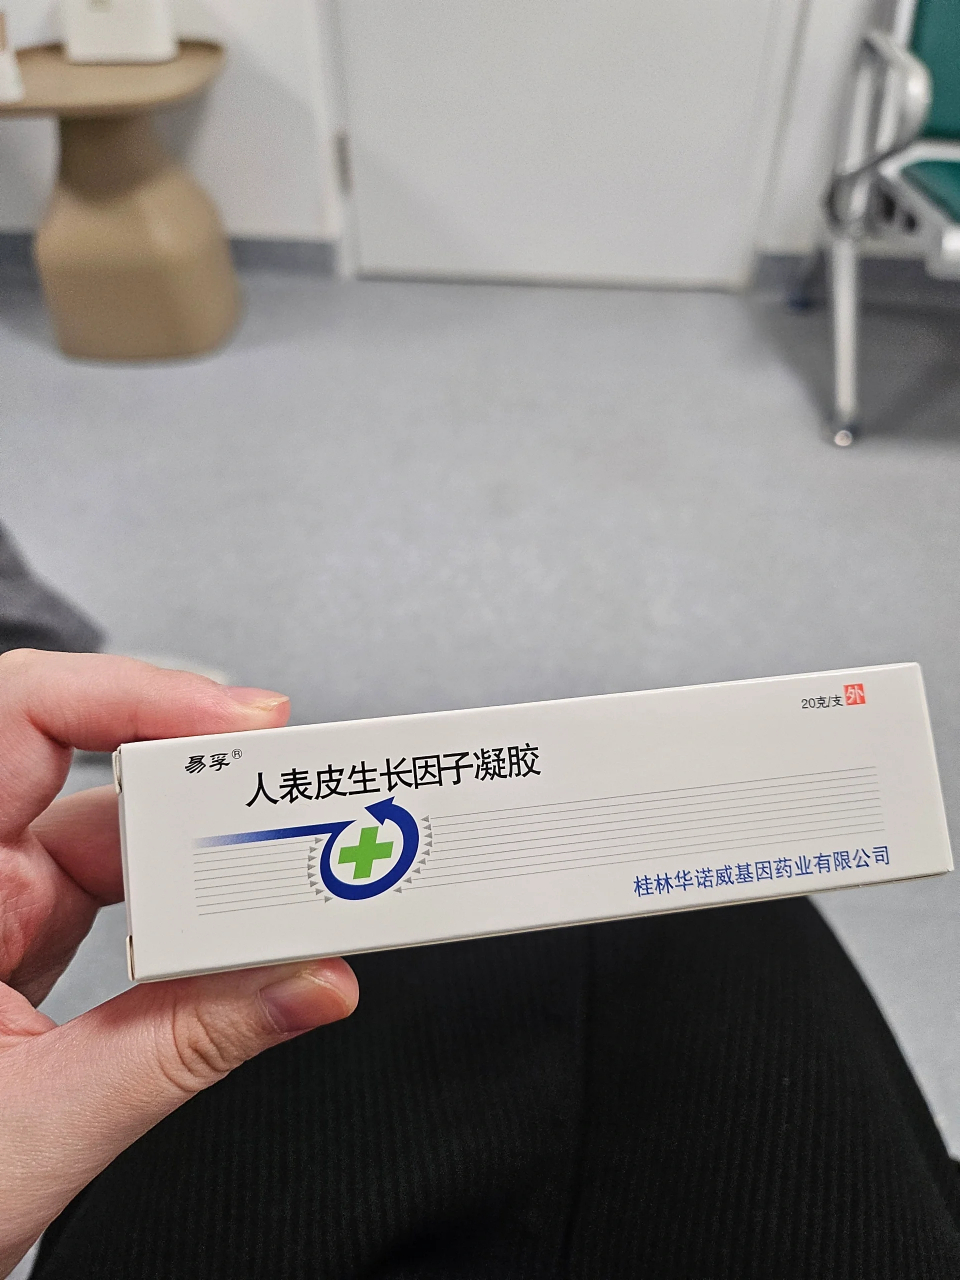 易孚®
人表皮生长因子凝胶
20克/支 外
桂林华诺威基因药业有限公司